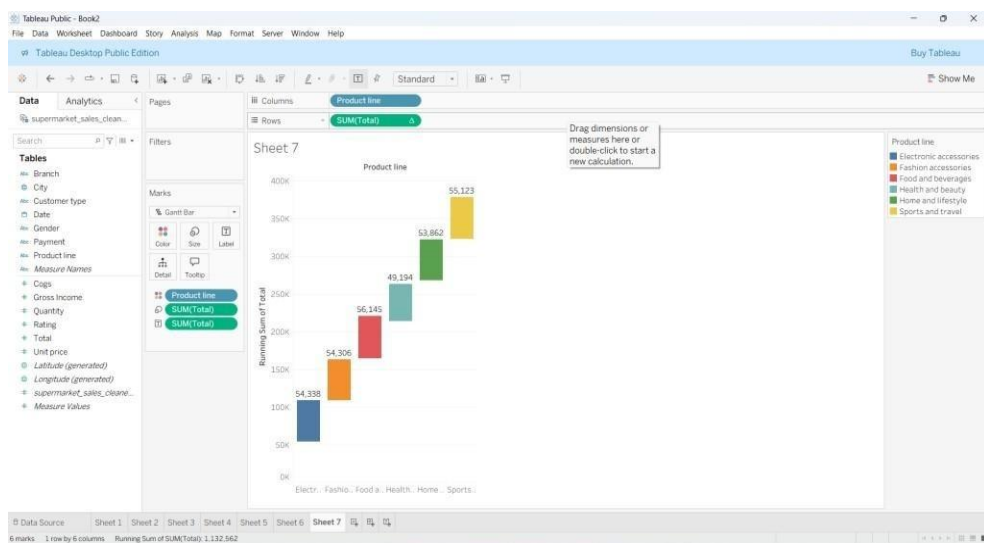 Tableau Public - Book2
File Data Worksheet Dashboard Story Analysis Map Format Server Window Help
Tableau Desktop Public Edition
Buy Tableau
Standard
Show Me
Data Analytics
supermarket_sales_clean...
Search
Tables
Abc Branch
City
Abc Customer type
Date
Abc Gender
Abc Payment
Abc Product line
Abc Measure Names
# Cogs
# Gross Income
# Quantity
# Rating
# Total
# Unit price
Latitude (generated)
Longitude (generated)
# supermarket_sales_cleane...
# Measure Values
Pages
Filters
Marks
Gantt Bar
Color Size Label
Detail Tooltip
Product line
SUM(Total)
SUM(Total)
Columns Product line
Rows SUM(Total) Δ
Drag dimensions or
measures here or
double-click to start a
new calculation.
Sheet 7
Product line
Running Sum of Total
400K
350K
300K
250K
200K
150K
100K
50K
0K
54,338
54,306
56,145
49,194
53,862
55,123
Electr.. Fashio.. Food a.. Health.. Home.. Sports..
Product line
Electronic accessories
Fashion accessories
Food and beverages
Health and beauty
Home and lifestyle
Sports and travel
Data Source Sheet 1 Sheet 2 Sheet 3 Sheet 4 Sheet 5 Sheet 6 Sheet 7
6 marks 1 row by 6 columns Running Sum of SUM(Total): 1,132,562